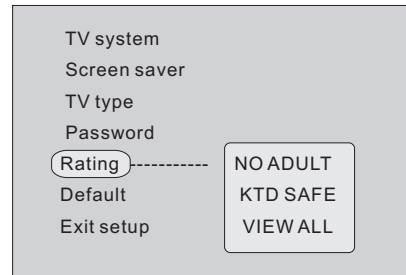 TV system
Screen saver
TV type
Password
Rating ----------- NO ADULT
Default KTD SAFE
Exit setup VIEW ALL